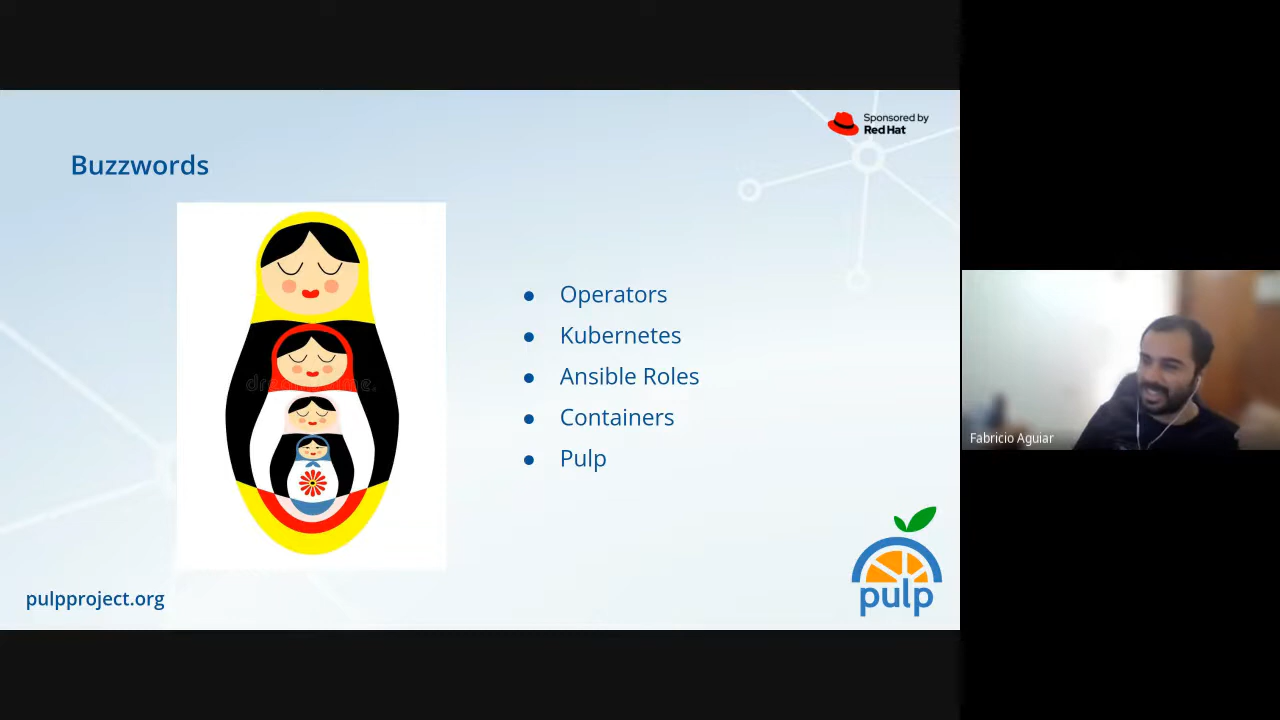 Sponsored by
Red Hat
Buzzwords
Operators
Kubernetes
Ansible Roles
Containers
Pulp
Fabricio Aguiar
pulpproject.org
pulp